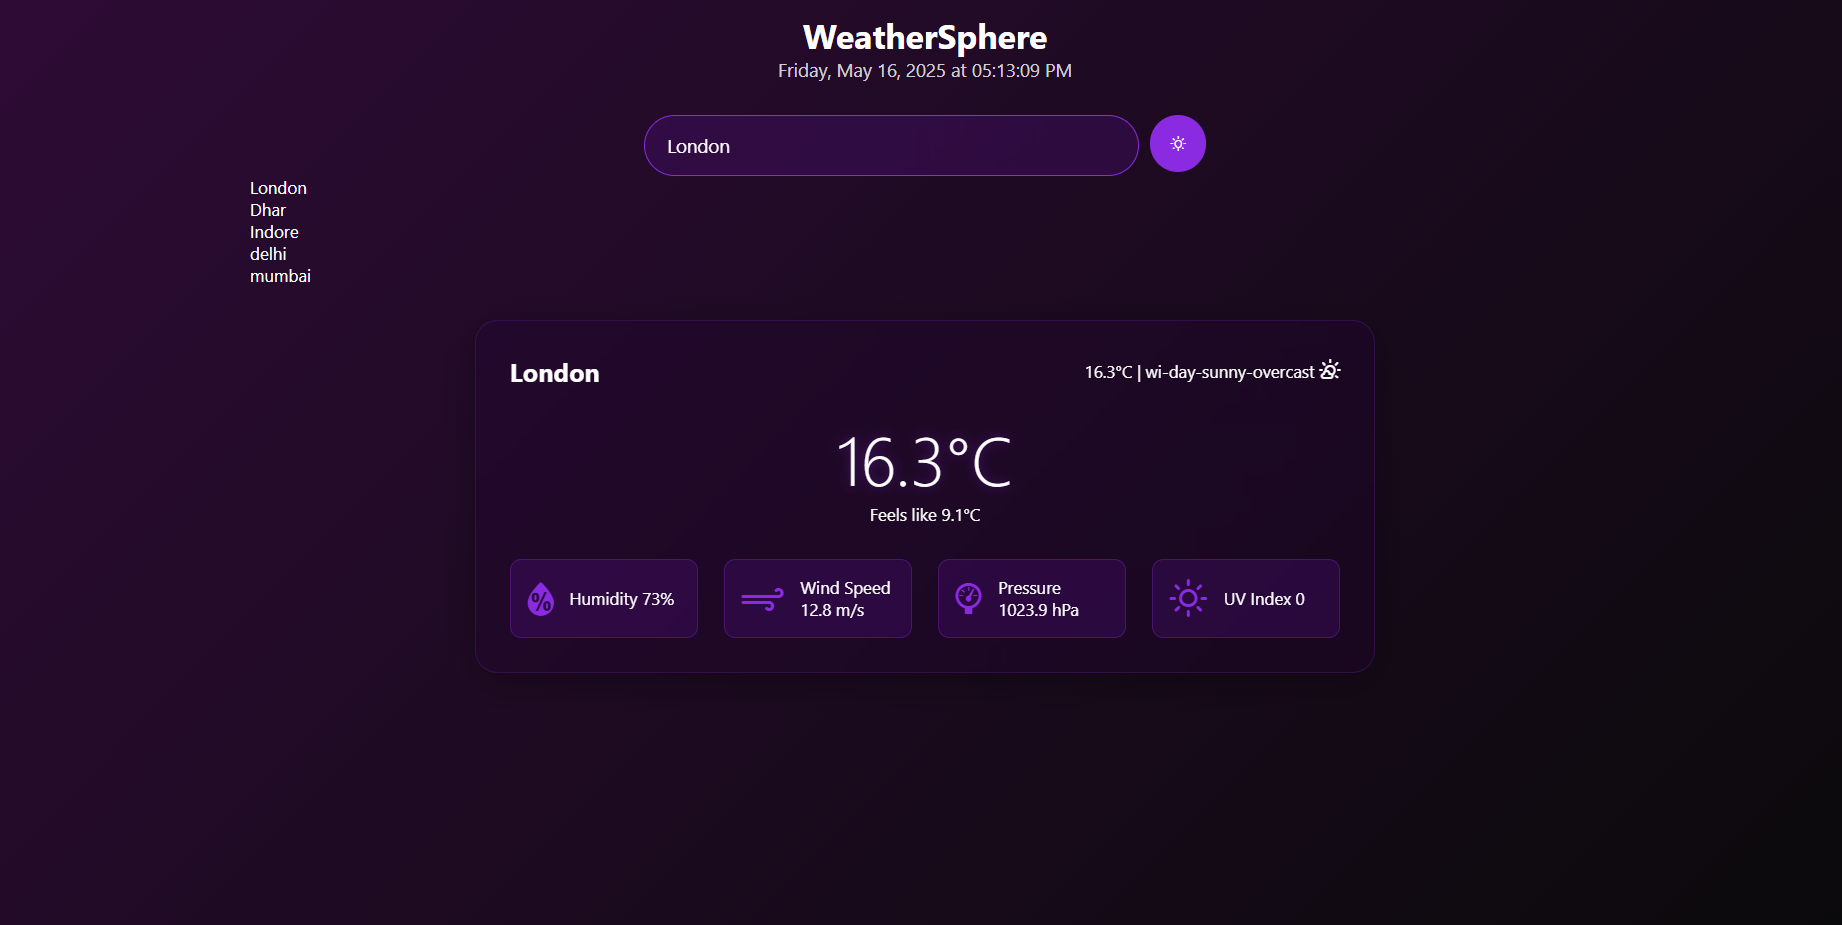 WeatherSphere
Friday, May 16, 2025 at 05:13:09 PM
London
London
Dhar
Indore
delhi
mumbai
London
16.3°C | wi-day-sunny-overcast
16.3°C
Feels like 9.1°C
Humidity 73%
Wind Speed
12.8 m/s
Pressure
1023.9 hPa
UV Index 0